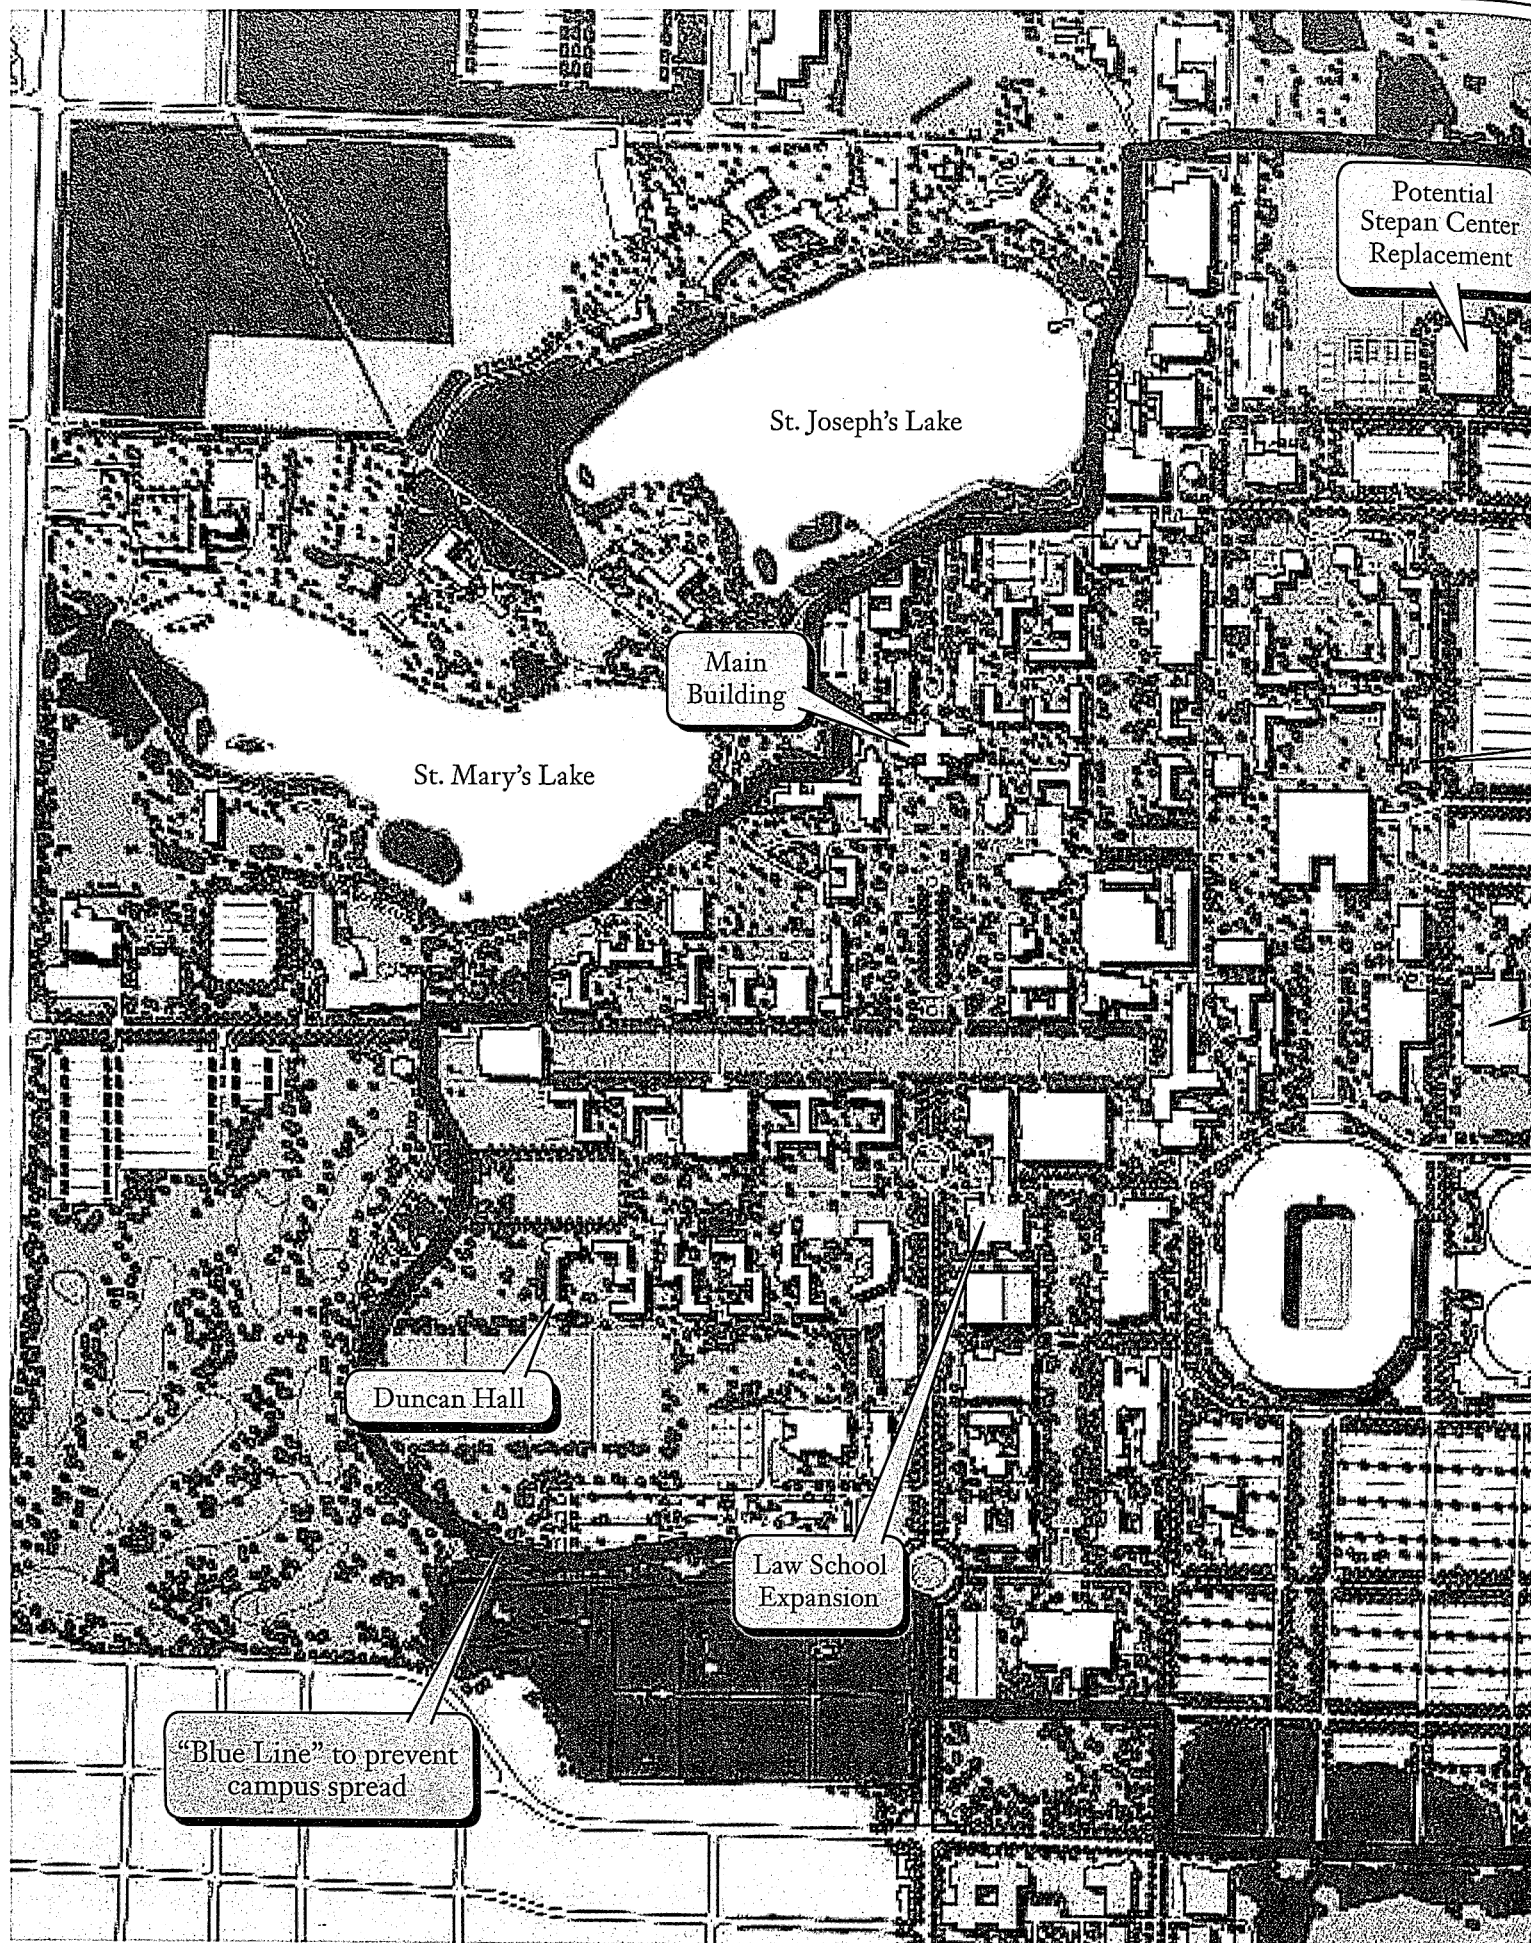 Potential
Stepan Center
Replacement
St. Joseph's Lake
Main
Building
St. Mary's Lake
Duncan Hall
Law School
Expansion
"Blue Line" to prevent
campus spread